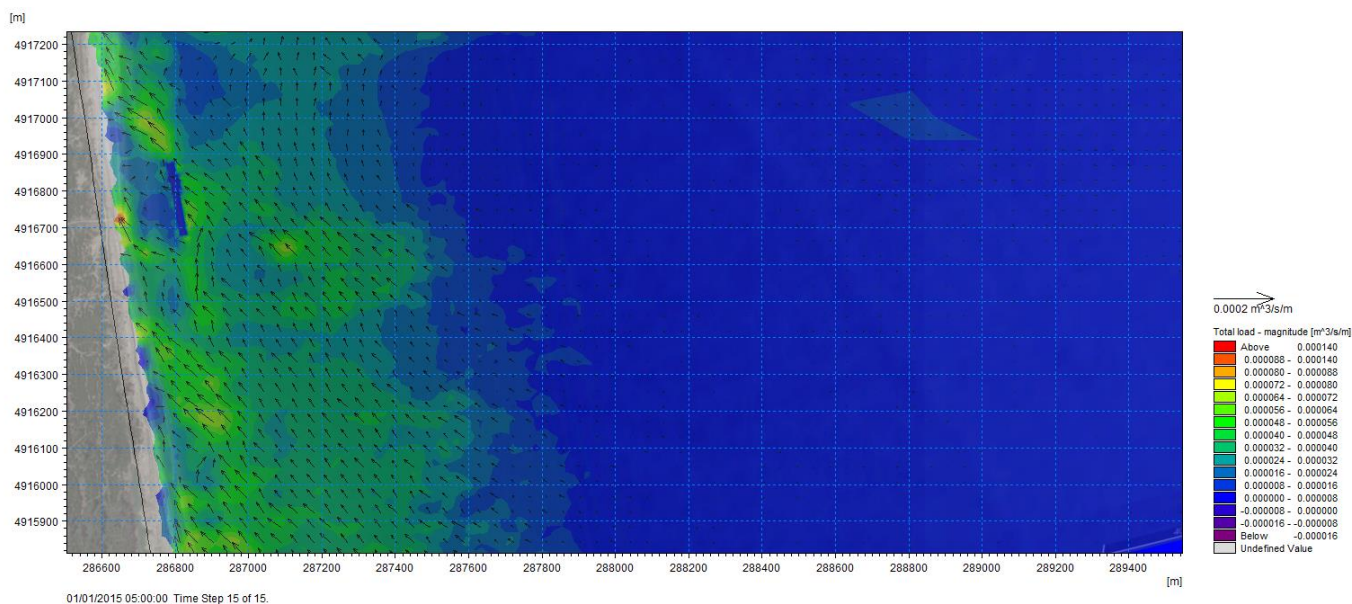 [m]
4917200
4917100
4917000
4916900
4916800
4916700
4916600
4916500
4916400
4916300
4916200
4916100
4916000
4915900
286600 286800 287000 287200 287400 287600 287800 288000 288200 288400 288600 288800 289000 289200 289400
[m]
01/01/2015 05:00:00 Time Step 15 of 15.
0.0002 m^3/s/m
Total load - magnitude [m^3/s/m]
Above 0.000140
0.000088 - 0.000140
0.000080 - 0.000088
0.000072 - 0.000080
0.000064 - 0.000072
0.000056 - 0.000064
0.000048 - 0.000056
0.000040 - 0.000048
0.000032 - 0.000040
0.000024 - 0.000032
0.000016 - 0.000024
0.000008 - 0.000016
0.000000 - 0.000008
-0.000008 - 0.000000
-0.000016 - -0.000008
Below -0.000016
Undefined Value